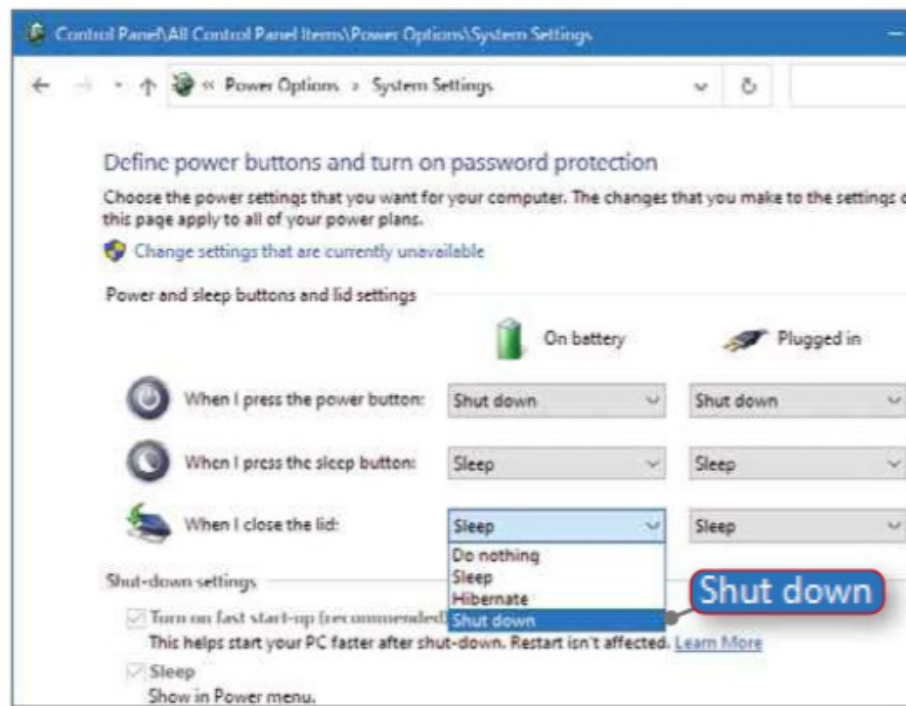 Control Panel\All Control Panel Items\Power Options\System Settings
« Power Options > System Settings
Define power buttons and turn on password protection
Choose the power settings that you want for your computer. The changes that you make to the settings
this page apply to all of your power plans.
Change settings that are currently unavailable
Power and sleep buttons and lid settings
On battery Plugged in
When I press the power button: Shut down Shut down
When I press the sleep button: Sleep Sleep
When I close the lid: Sleep Sleep
Do nothing
Sleep
Hibernate
Shut down
Shut down
Shut-down settings
Turn on fast start-up (recommended)
This helps start your PC faster after shut-down. Restart isn't affected. Learn More
Sleep
Show in Power menu.